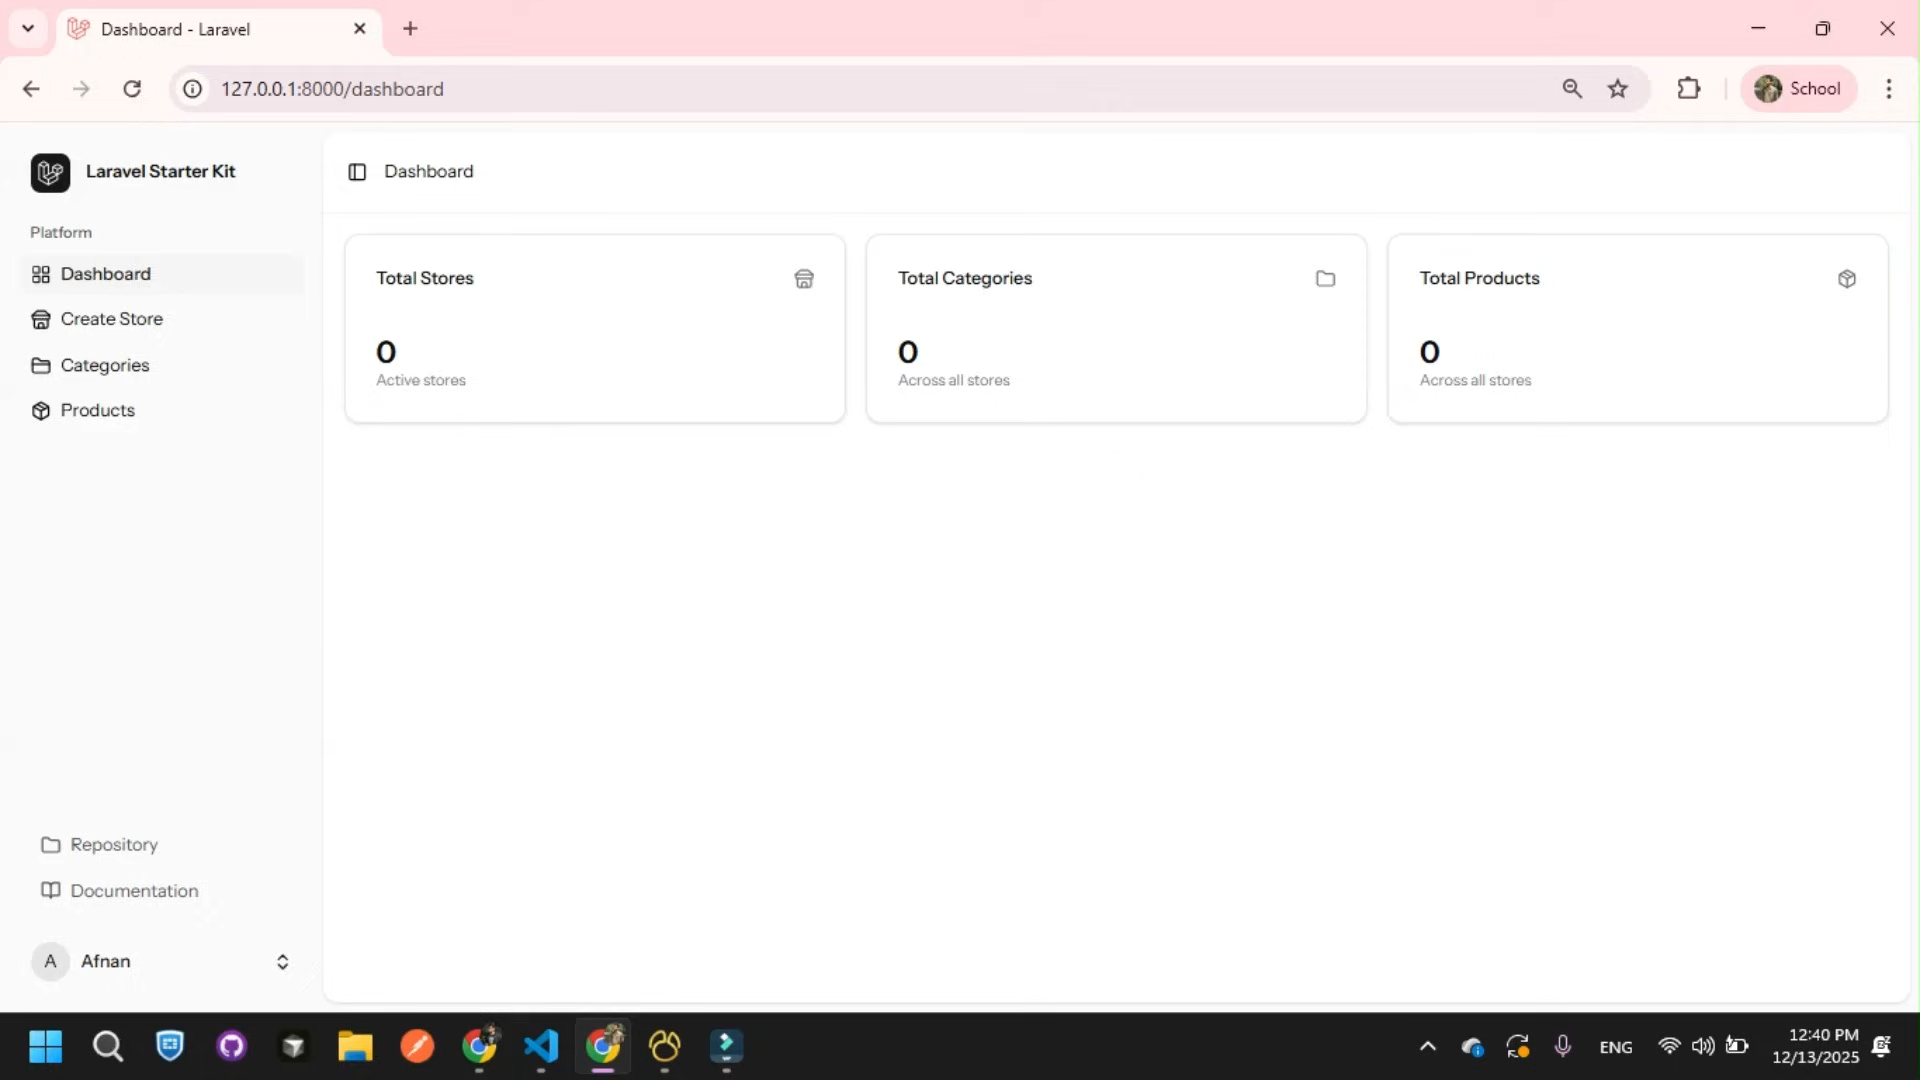 Dashboard - Laravel
127.0.0.1:8000/dashboard
School
Laravel Starter Kit
Platform
Dashboard
Create Store
Categories
Products
Repository
Documentation
A Afnan
Dashboard
Total Stores
0
Active stores
Total Categories
0
Across all stores
Total Products
0
Across all stores
ENG
12:40 PM
12/13/2025